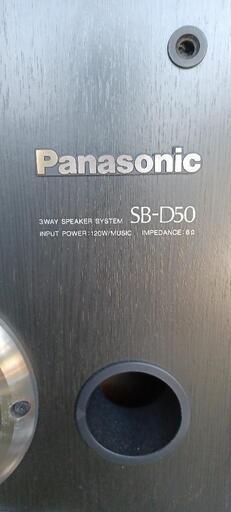 Panasonic
3WAY SPEAKER SYSTEM SB-D50
INPUT POWER:120W/MUSIC IMPEDANCE:6Ω